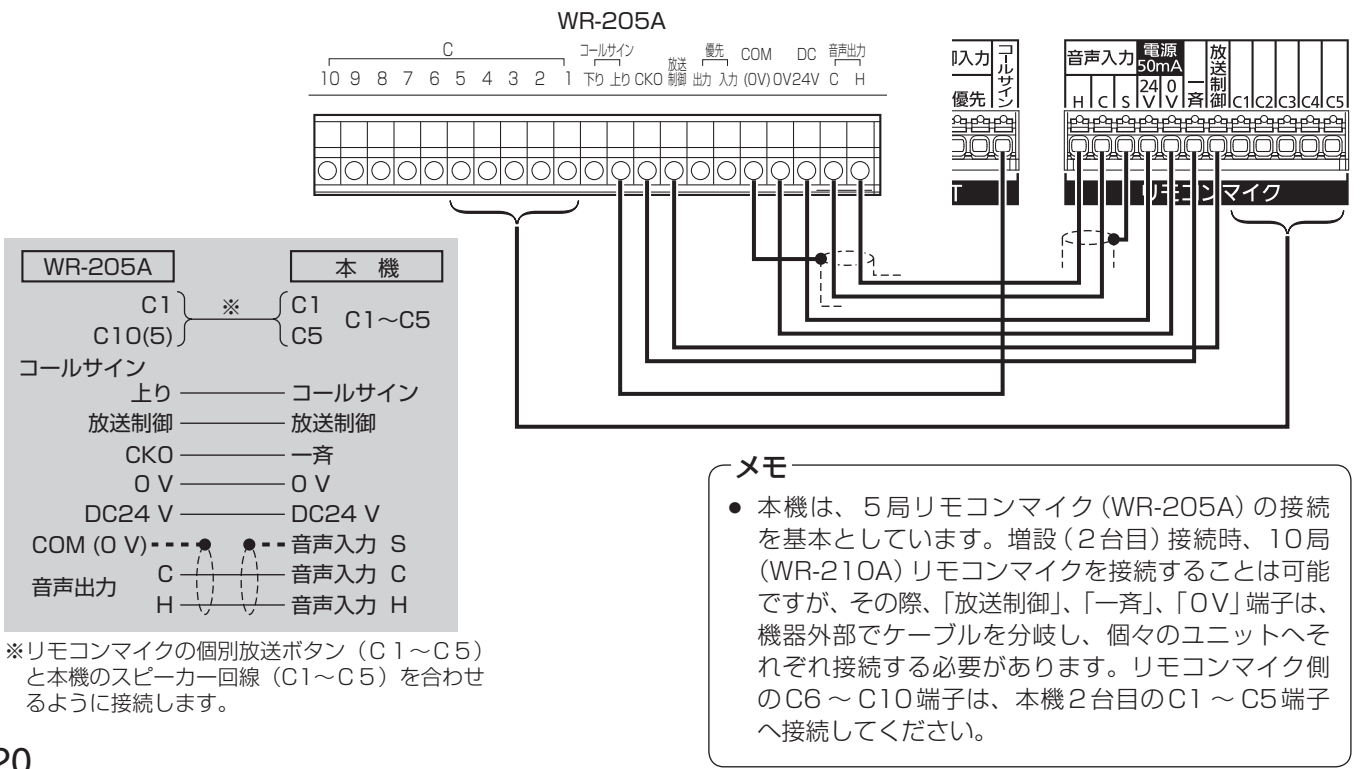 WR-205A
C コールサイン 放送 優先 COM DC 音声出力
10 9 8 7 6 5 4 3 2 1 下り 上り CKO 制御 出力 入力 (0V) 0V 24V C H
入力
優先
コールサイン
T
音声入力 電源 50mA 一斉 放送制御
H C S 24V 0V C1 C2 C3 C4 C5
リモコンマイク
WR-205A 本 機
C1 ※ C1
C10(5) C5 C1~C5
コールサイン
上り コールサイン
放送制御 放送制御
CKO 一斉
0 V 0 V
DC24 V DC24 V
COM (0 V) 音声入力 S
音声出力 C 音声入力 C
H 音声入力 H
※リモコンマイクの個別放送ボタン(C1~C5)
と本機のスピーカー回線(C1~C5)を合わせ
るように接続します。
メモ
● 本機は、5局リモコンマイク(WR-205A)の接続
を基本としています。増設(2台目)接続時、10局
(WR-210A)リモコンマイクを接続することは可能
ですが、その際、「放送制御」、「一斉」、「0V」端子は、
機器外部でケーブルを分岐し、個々のユニットへそ
れぞれ接続する必要があります。リモコンマイク側
のC6~C10端子は、本機2台目のC1~C5端子
へ接続してください。
20